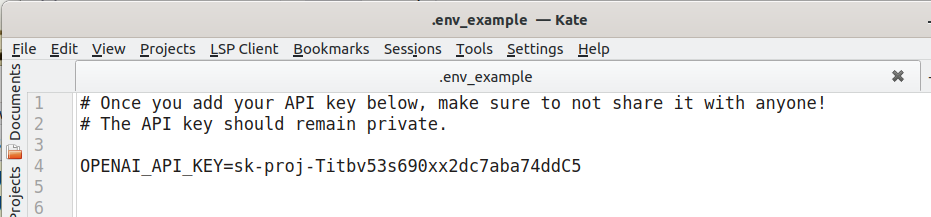 .env_example — Kate
File Edit View Projects LSP Client Bookmarks Sessions Tools Settings Help
.env_example
Documents
Projects
1 # Once you add your API key below, make sure to not share it with anyone!
2 # The API key should remain private.
3
4 OPENAI_API_KEY=sk-proj-Titbv53s690xx2dc7aba74ddC5
5
6